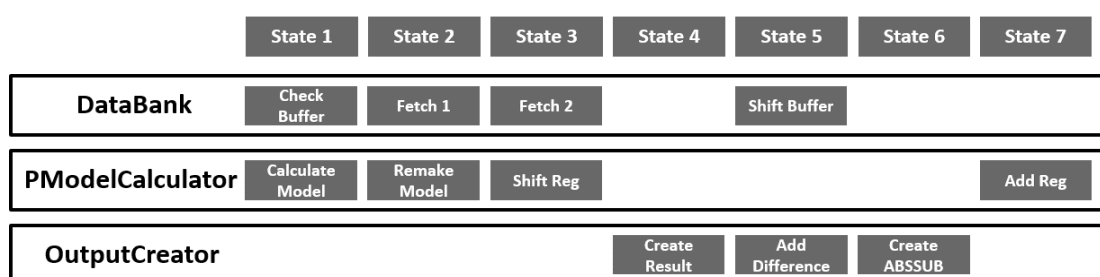 State 1 State 2 State 3 State 4 State 5 State 6 State 7
DataBank Check Buffer Fetch 1 Fetch 2 Shift Buffer
PModelCalculator Calculate Model Remake Model Shift Reg Add Reg
OutputCreator Create Result Add Difference Create ABSSUB